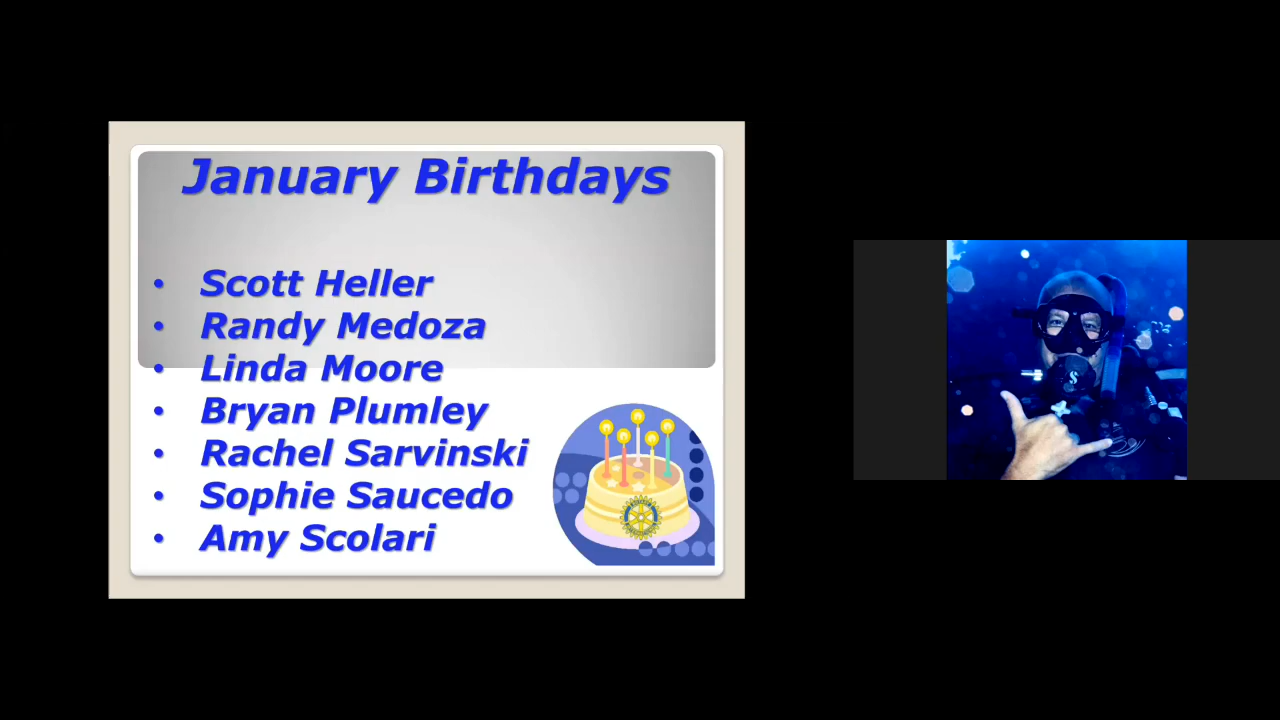 January Birthdays
• Scott Heller
• Randy Medoza
• Linda Moore
• Bryan Plumley
• Rachel Sarvinski
• Sophie Saucedo
• Amy Scolari